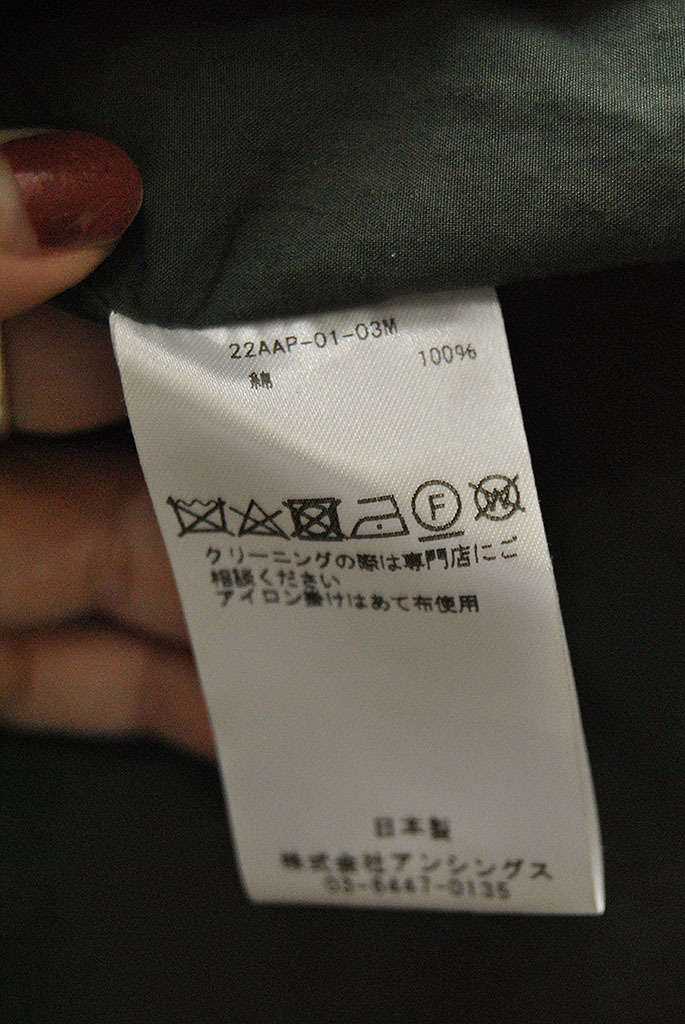 22AAP-01-03M
綿 100%
F W
クリーニングの際は専門店にご
相談ください
アイロン掛けはあて布使用
日本製
株式会社アンシングス
03-6447-0135